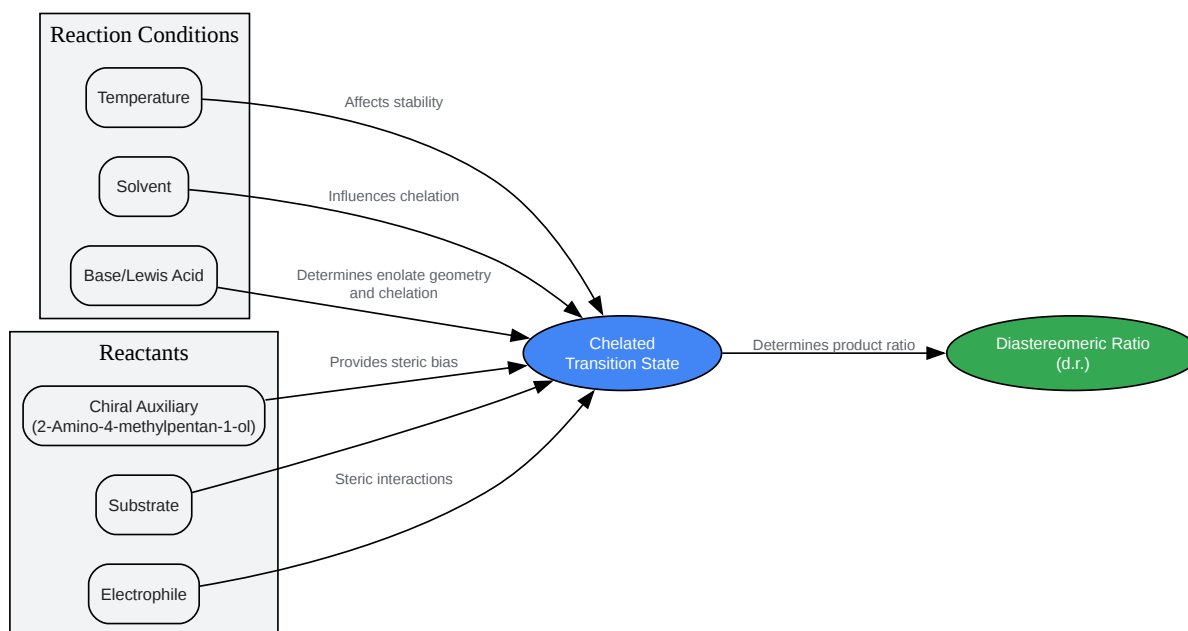 Reaction Conditions
Temperature
Solvent
Base/Lewis Acid
Reactants
Chiral Auxiliary
(2-Amino-4-methylpentan-1-ol)
Substrate
Electrophile
Affects stability
Influences chelation
Determines enolate geometry
and chelation
Provides steric bias
Steric interactions
Chelated
Transition State
Determines product ratio
Diastereomeric Ratio
(d.r.)